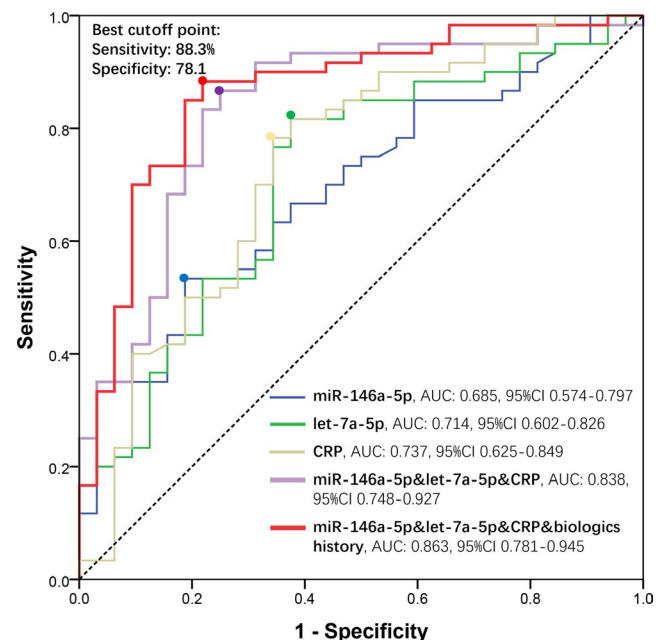 Best cutoff point:
Sensitivity: 88.3%
Specificity: 78.1
1.0
0.8
0.6
0.4
0.2
0.0
Sensitivity
miR-146a-5p, AUC: 0.685, 95%CI 0.574-0.797
let-7a-5p, AUC: 0.714, 95%CI 0.602-0.826
CRP, AUC: 0.737, 95%CI 0.625-0.849
miR-146a-5p&let-7a-5p&CRP, AUC: 0.838,
95%CI 0.748-0.927
miR-146a-5p&let-7a-5p&CRP&biologics
history, AUC: 0.863, 95%CI 0.781-0.945
0.0 0.2 0.4 0.6 0.8 1.0
1 - Specificity